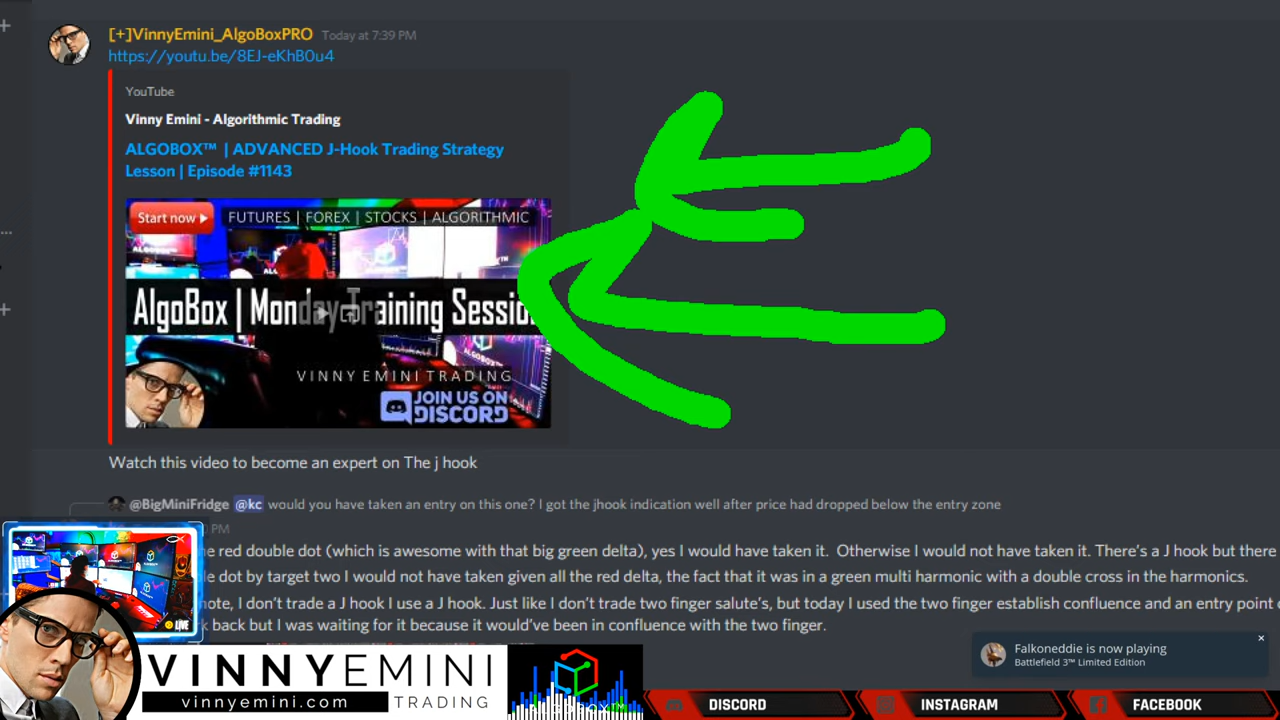 [+]VinnyEmini_AlgoBoxPRO Today at 7:39 PM
https://youtu.be/8EJ-eKhB0u4
YouTube
Vinny Emini - Algorithmic Trading
ALGOBOX™ | ADVANCED J-Hook Trading Strategy
Lesson | Episode #1143
Start now
FUTURES | FOREX | STOCKS | ALGORITHMIC
AlgoBox | Monday Training Session
VINNY EMINI TRADING
JOIN US ON
DISCORD
Watch this video to become an expert on The j hook
@BigMiniFridge @kc would you have taken an entry on this one? I got the jhook indication well after price had dropped below the entry zone
PM
red double dot (which is awesome with that big green delta), yes I would have taken it. Otherwise I would not have taken it. There's a J hook but there
dot by target two I would not have taken given all the red delta, the fact that it was in a green multi harmonic with a double cross in the harmonics.
note, I don't trade a J hook I use a J hook. Just like I don't trade two finger salute's, but today I used the two finger establish confluence and an entry point
back but I was waiting for it because it would've been in confluence with the two finger.
LIVE
Falkoneddie is now playing
Battlefield 3™ Limited Edition
VINNYEMINI
vinnyemini.com TRADING
ALGOBOX™
DISCORD
INSTAGRAM
FACEBOOK